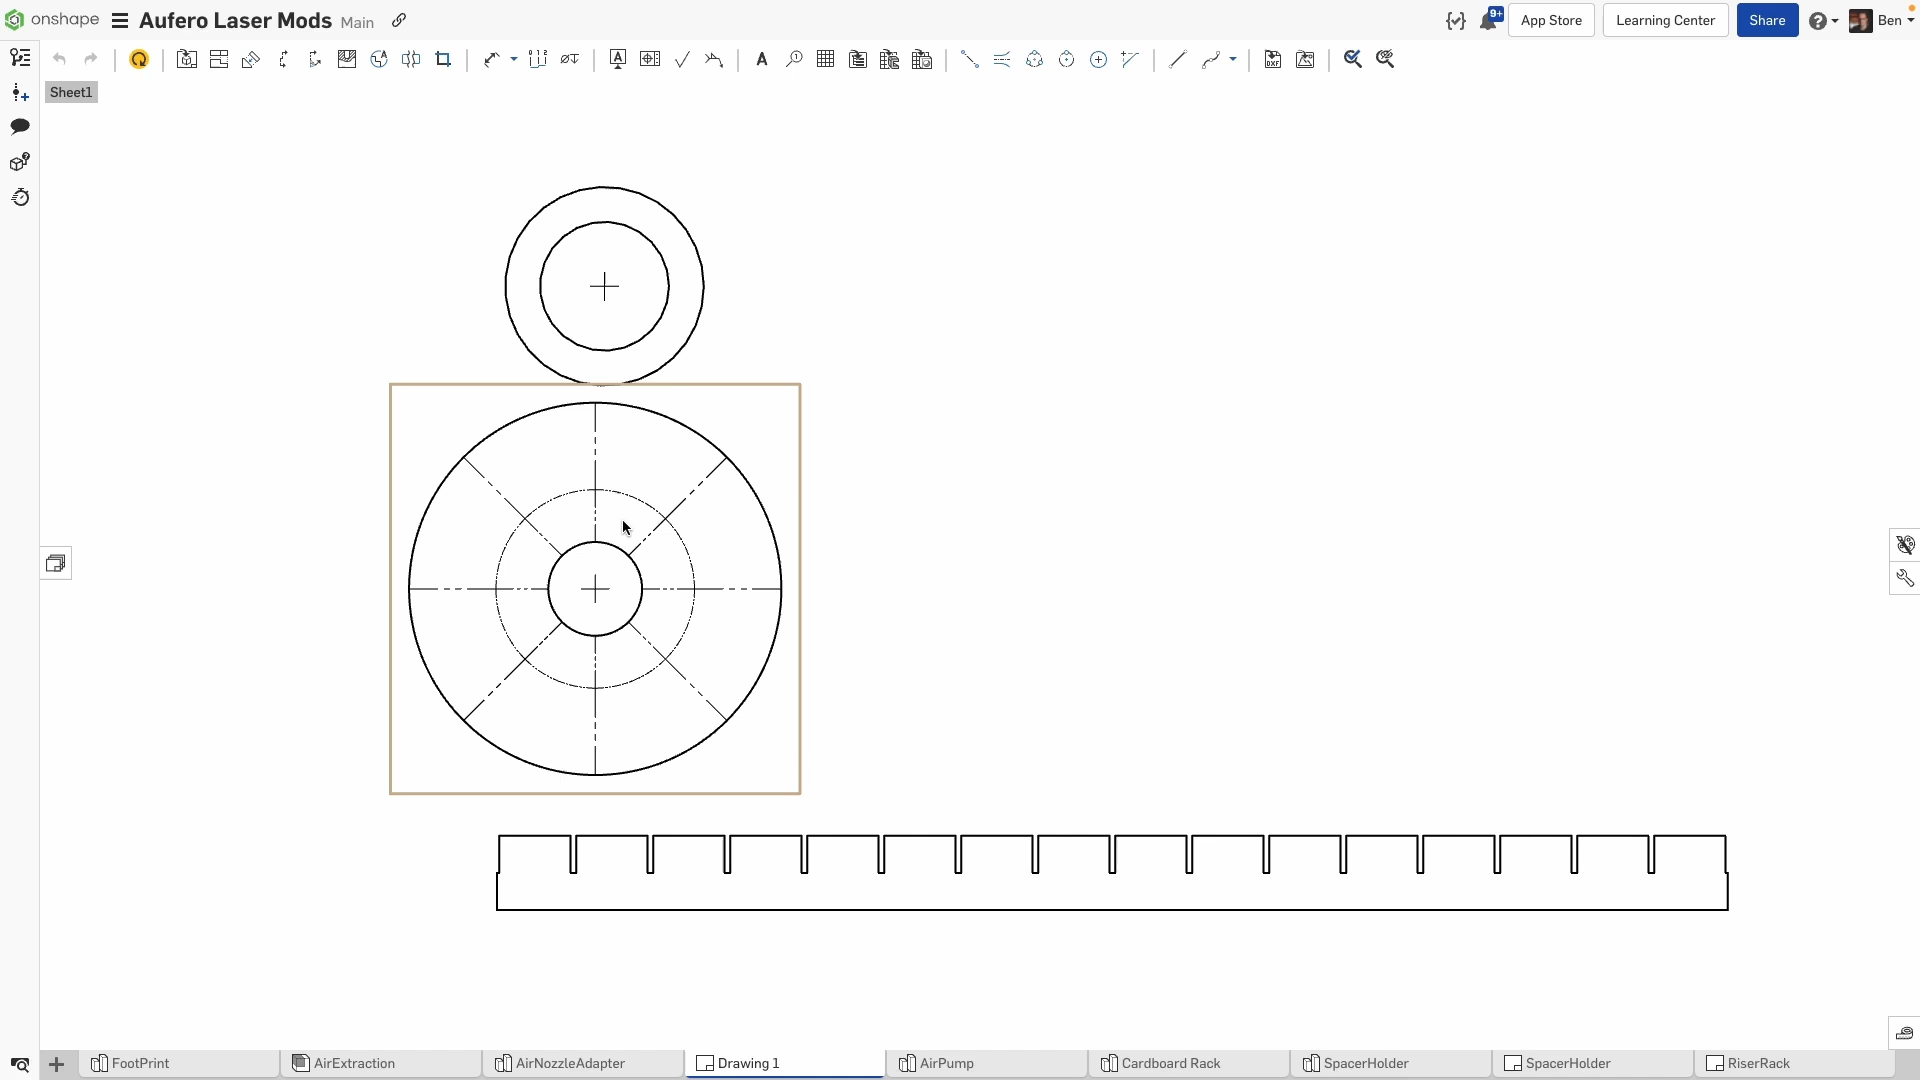 onshape
Aufero Laser Mods Main
9+
App Store
Learning Center
Share
Ben
Sheet1
FootPrint
AirExtraction
AirNozzleAdapter
Drawing 1
AirPump
Cardboard Rack
SpacerHolder
SpacerHolder
RiserRack